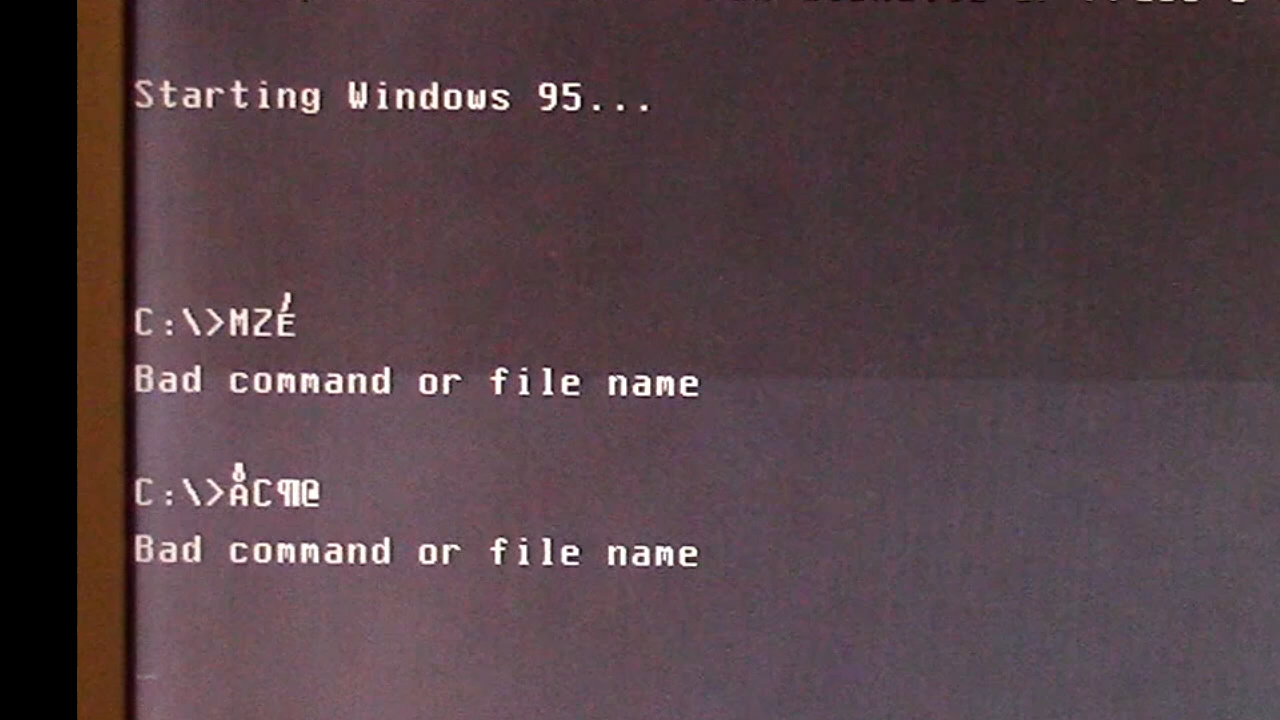 Starting Windows 95...
C:\>MZÉ
Bad command or file name
C:\>ÅC¶@
Bad command or file name